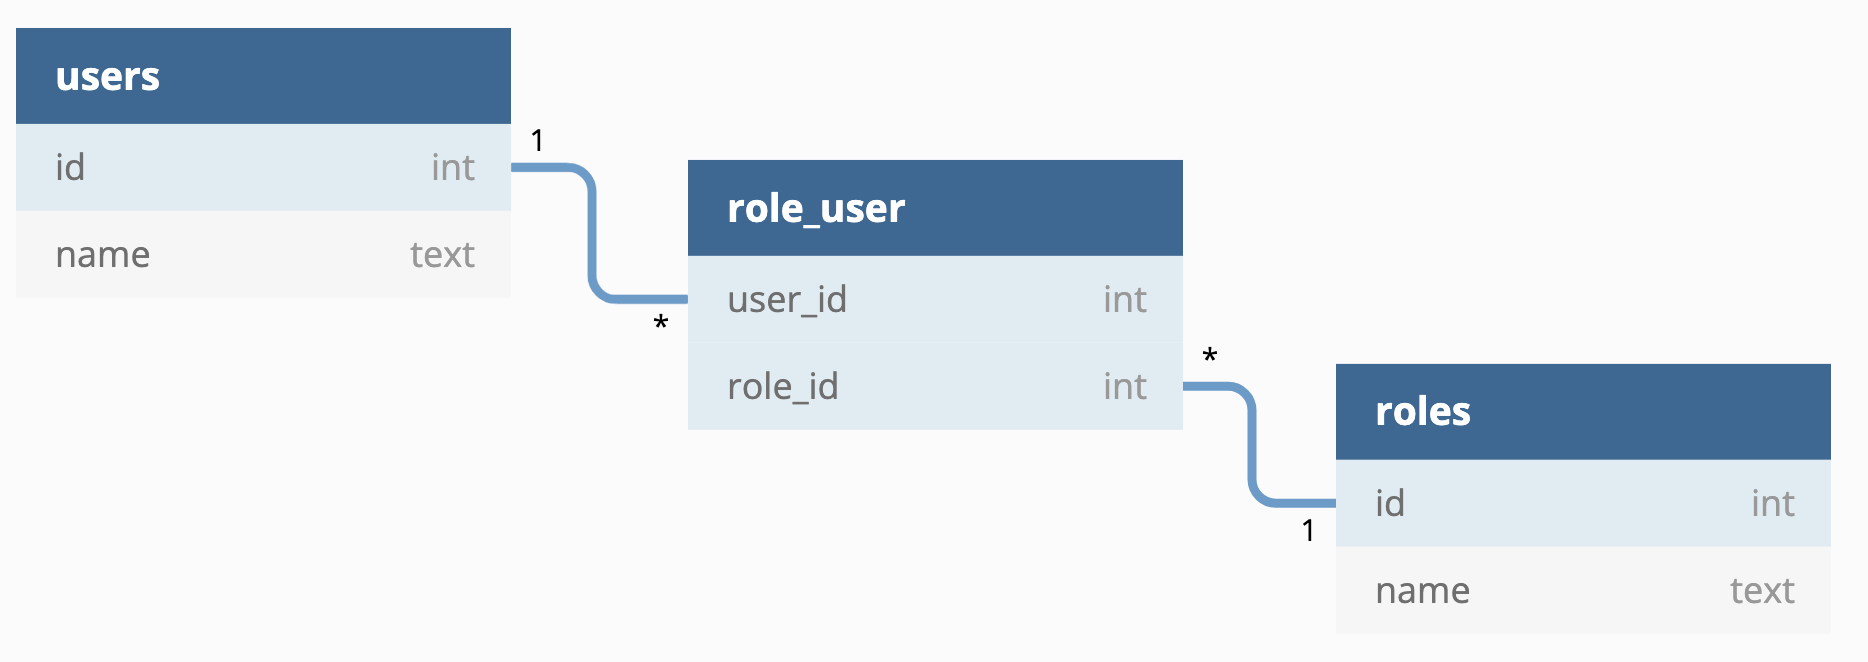 users
id int
name text
1
*
role_user
user_id int
role_id int
*
1
roles
id int
name text